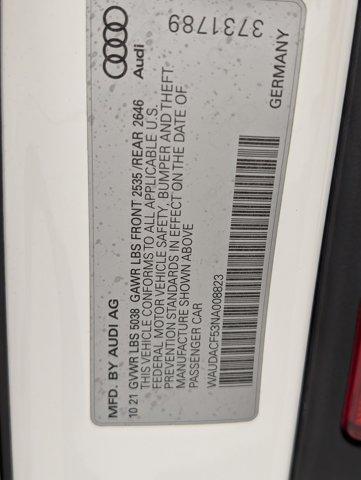 MFD. BY AUDI AG
Audi
10 21 GVWR LBS 5038 GAWR LBS FRONT 2535 /REAR 2646
THIS VEHICLE CONFORMS TO ALL APPLICABLE U.S.
FEDERAL MOTOR VEHICLE SAFETY, BUMPER AND THEFT
PREVENTION STANDARDS IN EFFECT ON THE DATE OF
MANUFACTURE SHOWN ABOVE
PASSENGER CAR
WAUDACF53NA008823
GERMANY
3731789